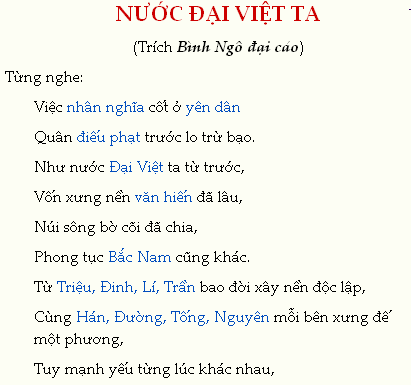 NƯỚC ĐẠI VIỆT TA
(Trích Bình Ngô đại cáo)
Từng nghe:
Việc nhân nghĩa cốt ở yên dân
Quân điếu phạt trước lo trừ bạo.
Như nước Đại Việt ta từ trước,
Vốn xưng nền văn hiến đã lâu,
Núi sông bờ cõi đã chia,
Phong tục Bắc Nam cũng khác.
Từ Triệu, Đinh, Lí, Trần bao đời xây nền độc lập,
Cùng Hán, Đường, Tống, Nguyên mỗi bên xưng đế
một phương,
Tuy mạnh yếu từng lúc khác nhau,